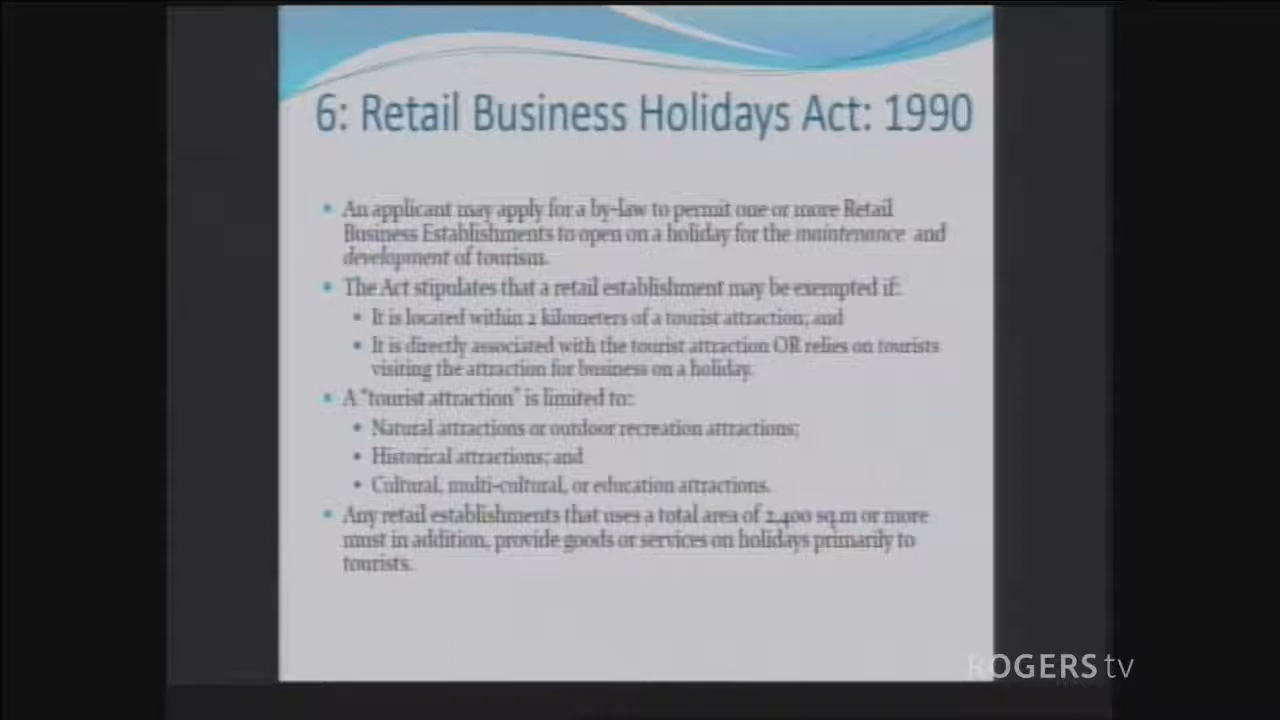 6: Retail Business Holidays Act: 1990
• An applicant may apply for a by-law to permit one or more Retail
Business Establishments to open on a holiday for the maintenance and
development of tourism.
• The Act stipulates that a retail establishment may be exempted if:
• It is located within 2 kilometers of a tourist attraction; and
• It is directly associated with the tourist attraction OR relies on tourists
visiting the attraction for business on a holiday.
• A "tourist attraction" is limited to:
• Natural attractions or outdoor recreation attractions;
• Historical attractions; and
• Cultural, multi-cultural, or education attractions.
• Any retail establishments that uses a total area of 2,400 sq.m or more
must in addition, provide goods or services on holidays primarily to
tourists.
ROGERS tv